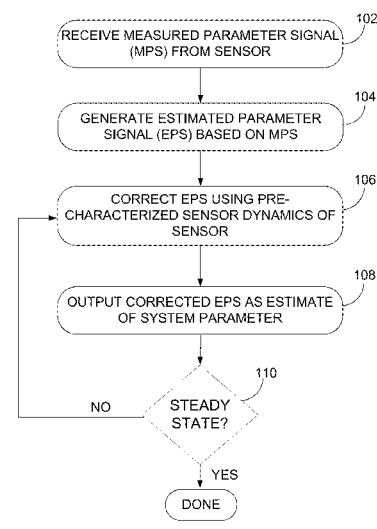 102
RECEIVE MEASURED PARAMETER SIGNAL
(MPS) FROM SENSOR
104
GENERATE ESTIMATED PARAMETER
SIGNAL (EPS) BASED ON MPS
106
CORRECT EPS USING PRE-
CHARACTERIZED SENSOR DYNAMICS OF
SENSOR
108
OUTPUT CORRECTED EPS AS ESTIMATE
OF SYSTEM PARAMETER
110
STEADY
STATE?
NO
YES
DONE